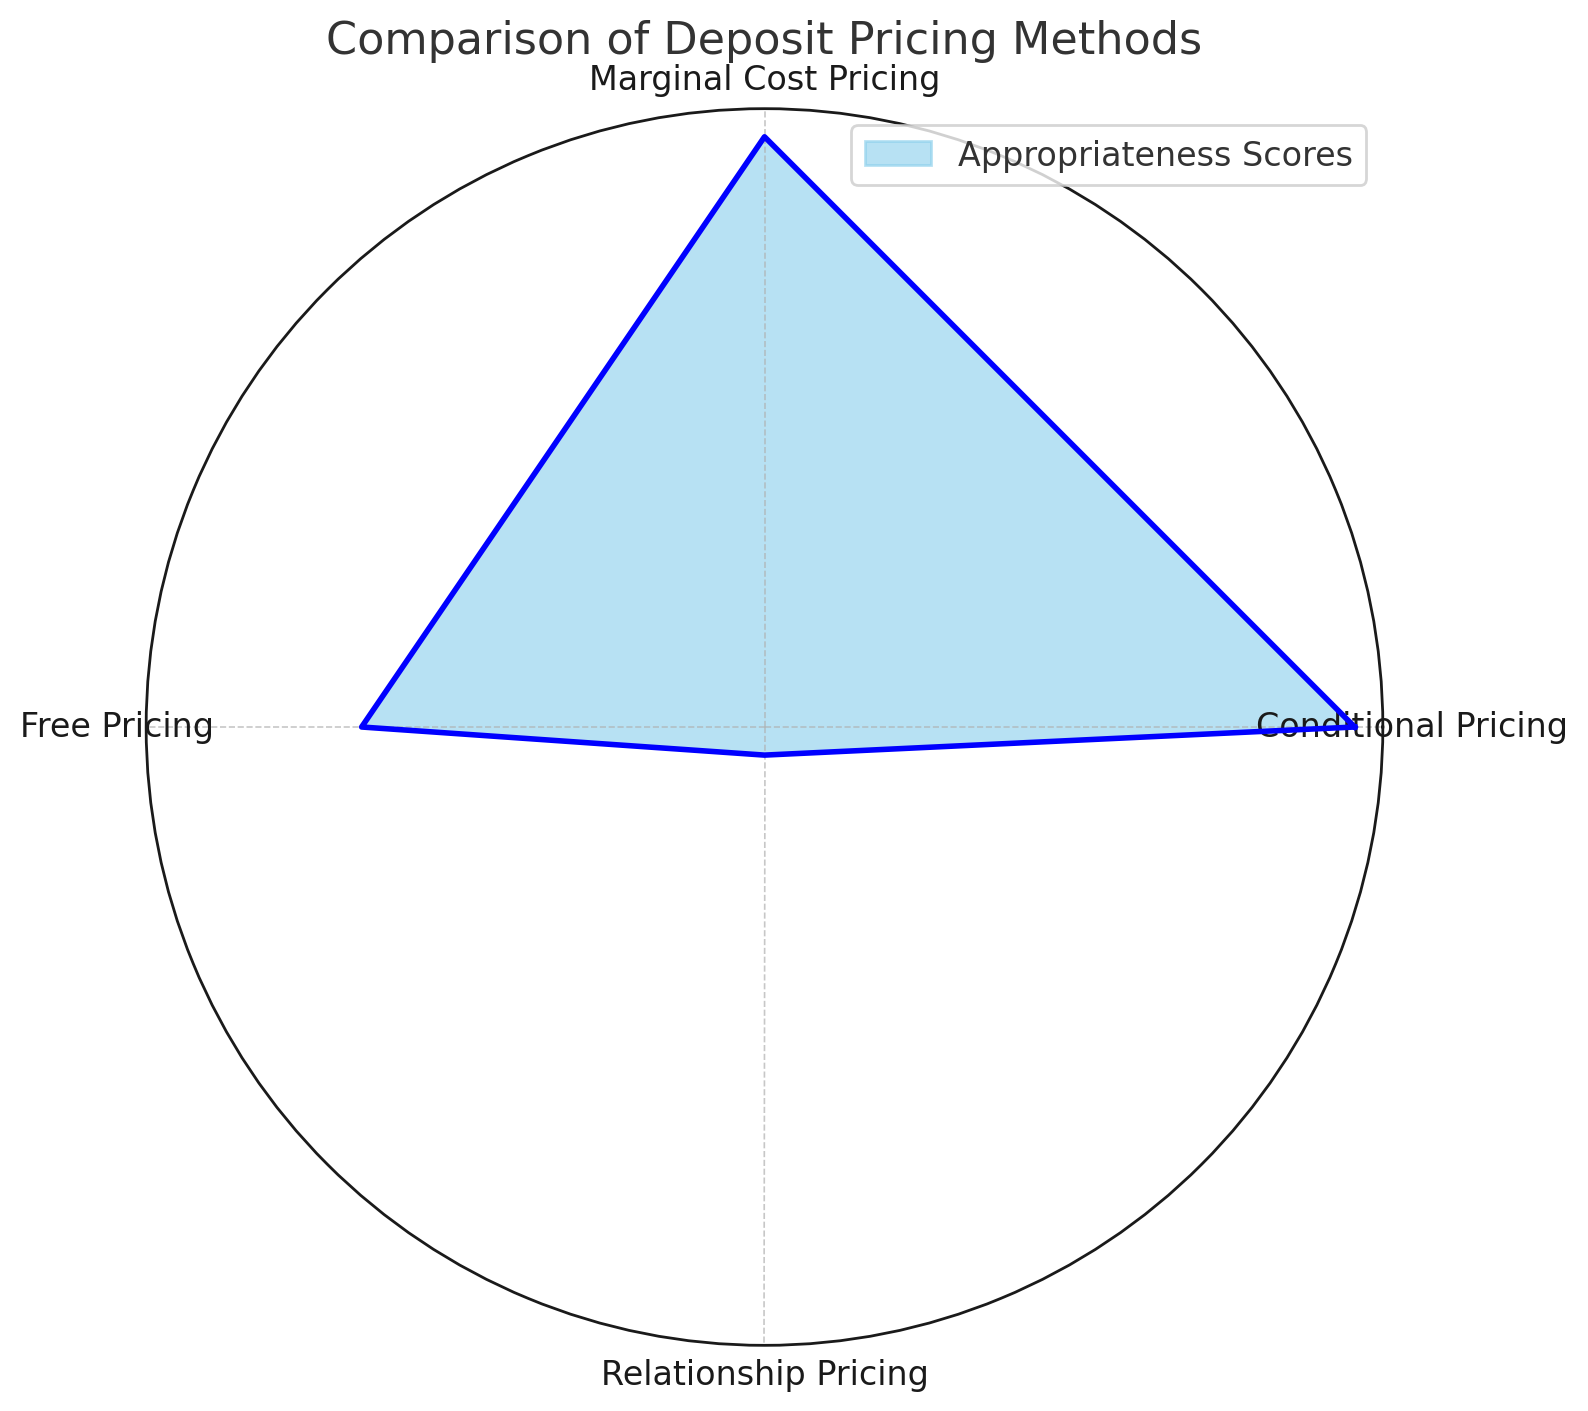 Comparison of Deposit Pricing Methods
Marginal Cost Pricing
Appropriateness Scores
Free Pricing
Conditional Pricing
Relationship Pricing